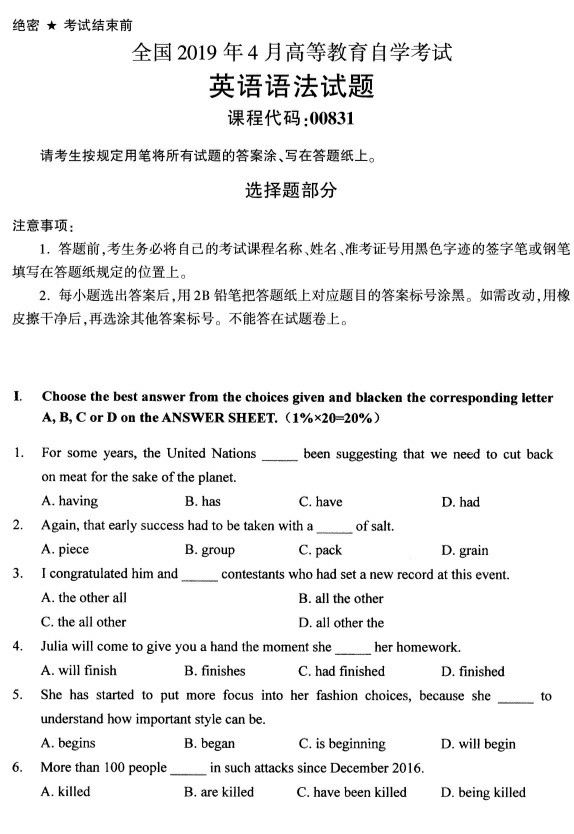 绝密 ★ 考试结束前
全国 2019 年 4 月高等教育自学考试
英语语法试题
课程代码:00831
请考生按规定用笔将所有试题的答案涂、写在答题纸上。
选择题部分
注意事项:
1. 答题前,考生务必将自己的考试课程名称、姓名、准考证号用黑色字迹的签字笔或钢笔
填写在答题纸规定的位置上。
2. 每小题选出答案后,用 2B 铅笔把答题纸上对应题目的答案标号涂黑。如需改动,用橡
皮擦干净后,再选涂其他答案标号。不能答在试题卷上。
I. Choose the best answer from the choices given and blacken the corresponding letter
A, B, C or D on the ANSWER SHEET.(1%×20=20%)
1. For some years, the United Nations _____ been suggesting that we need to cut back
on meat for the sake of the planet.
A. having B. has C. have D. had
2. Again, that early success had to be taken with a _____ of salt.
A. piece B. group C. pack D. grain
3. I congratulated him and _____ contestants who had set a new record at this event.
A. the other all B. all the other
C. the all other D. all other the
4. Julia will come to give you a hand the moment she _____ her homework.
A. will finish B. finishes C. had finished D. finished
5. She has started to put more focus into her fashion choices, because she _____ to
understand how important style can be.
A. begins B. began C. is beginning D. will begin
6. More than 100 people _____ in such attacks since December 2016.
A. killed B. are killed C. have been killed D. being killed